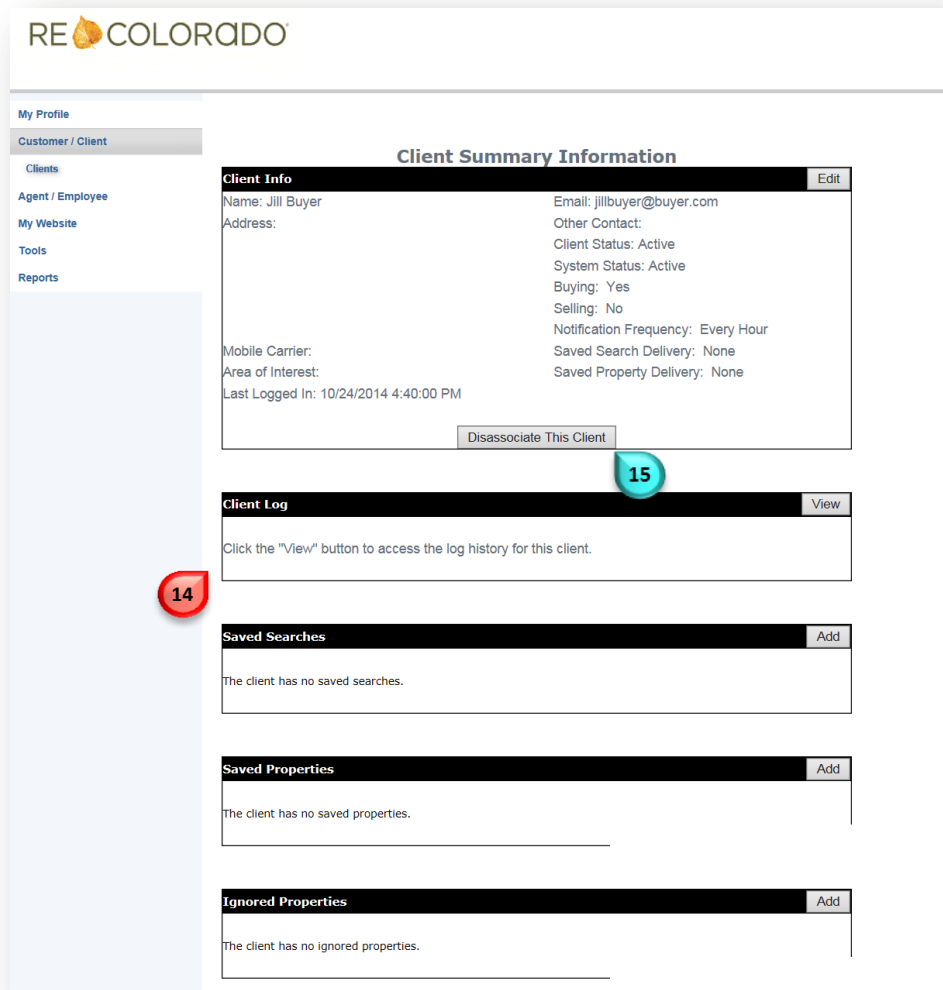 RE COLORADO
My Profile
Customer / Client
Clients
Agent / Employee
My Website
Tools
Reports
Client Summary Information
Client Info Edit
Name: Jill Buyer Email: jillbuyer@buyer.com
Address: Other Contact:
Client Status: Active
System Status: Active
Buying: Yes
Selling: No
Notification Frequency: Every Hour
Mobile Carrier: Saved Search Delivery: None
Area of Interest: Saved Property Delivery: None
Last Logged In: 10/24/2014 4:40:00 PM
Disassociate This Client
15
Client Log View
Click the "View" button to access the log history for this client.
14
Saved Searches Add
The client has no saved searches.
Saved Properties Add
The client has no saved properties.
Ignored Properties Add
The client has no ignored properties.